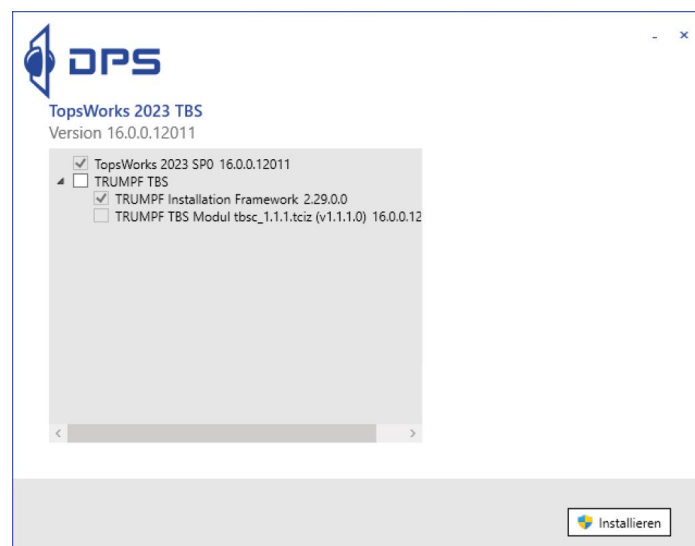 DPS
TopsWorks 2023 TBS
Version 16.0.0.12011
TopsWorks 2023 SP0 16.0.0.12011
TRUMPF TBS
TRUMPF Installation Framework 2.29.0.0
TRUMPF TBS Modul tbsc_1.1.1.tciz (v1.1.1.0) 16.0.0.12
Installieren